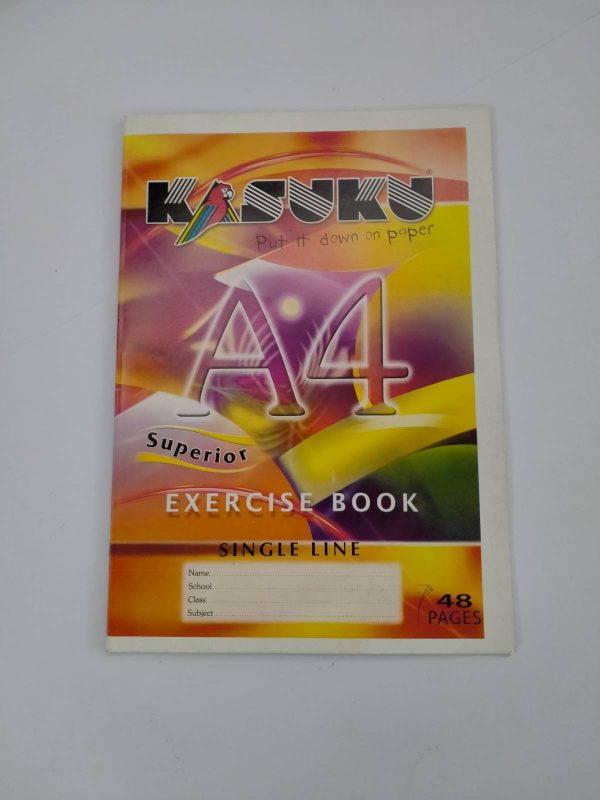 KASUKU®
Put it down on paper
A4
Superior
EXERCISE BOOK
SINGLE LINE
Name
School
Class
Subject
48
PAGES